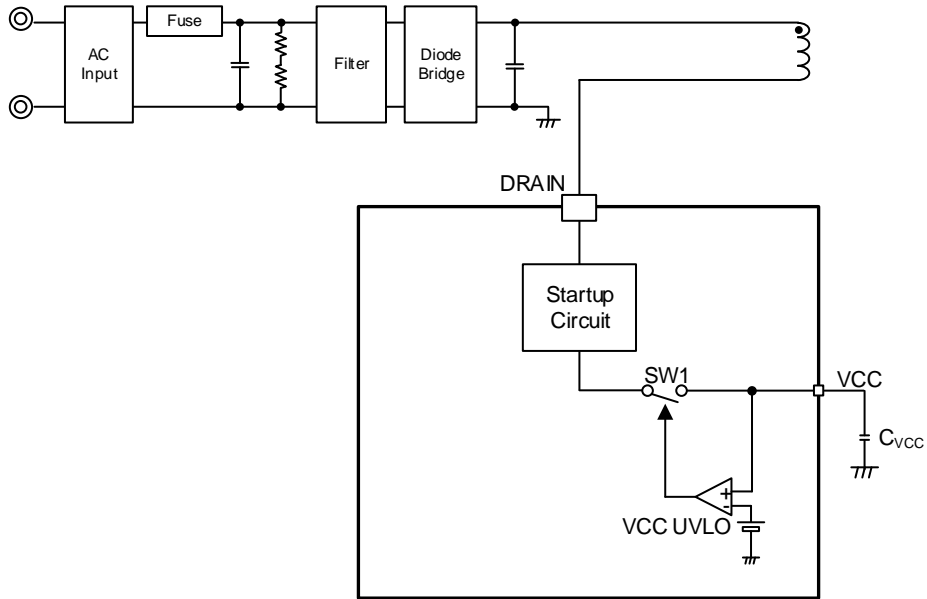 Fuse
AC
Input
Filter
Diode
Bridge
DRAIN
Startup
Circuit
SW1
VCC
CVCC
+
-
VCC UVLO